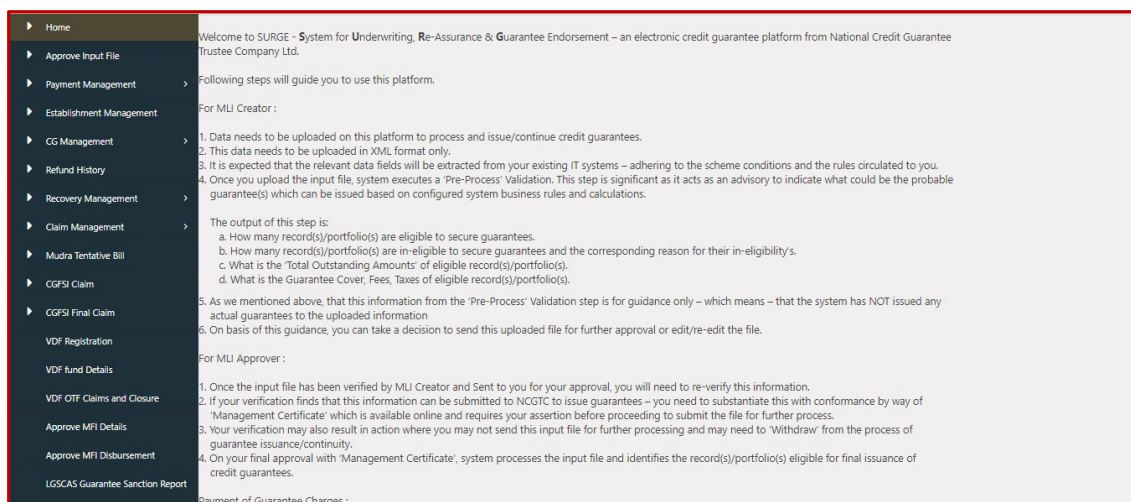 Home
Approve Input File
Payment Management
Establishment Management
CG Management
Refund History
Recovery Management
Claim Management
Mudra Tentative Bill
CGFSI Claim
CGFSI Final Claim
VDF Registration
VDF fund Details
VDF OTF Claims and Closure
Approve MFI Details
Approve MFI Disbursement
LGSCAS Guarantee Sanction Report
Welcome to SURGE - System for Underwriting, Re-Assurance & Guarantee Endorsement – an electronic credit guarantee platform from National Credit Guarantee
Trustee Company Ltd.
Following steps will guide you to use this platform.
For MLI Creator :
1. Data needs to be uploaded on this platform to process and issue/continue credit guarantees.
2. This data needs to be uploaded in XML format only.
3. It is expected that the relevant data fields will be extracted from your existing IT systems – adhering to the scheme conditions and the rules circulated to you.
4. Once you upload the input file, system executes a 'Pre-Process' Validation. This step is significant as it acts as an advisory to indicate what could be the probable
guarantee(s) which can be issued based on configured system business rules and calculations.
The output of this step is:
a. How many record(s)/portfolio(s) are eligible to secure guarantees.
b. How many record(s)/portfolio(s) are in-eligible to secure guarantees and the corresponding reason for their in-eligibility's.
c. What is the 'Total Outstanding Amounts' of eligible record(s)/portfolio(s).
d. What is the Guarantee Cover, Fees, Taxes of eligible record(s)/portfolio(s).
5. As we mentioned above, that this information from the 'Pre-Process' Validation step is for guidance only – which means – that the system has NOT issued any
actual guarantees to the uploaded information
6. On basis of this guidance, you can take a decision to send this uploaded file for further approval or edit/re-edit the file.
For MLI Approver :
1. Once the input file has been verified by MLI Creator and Sent to you for your approval, you will need to re-verify this information.
2. If your verification finds that this information can be submitted to NCGTC to issue guarantees – you need to substantiate this with conformance by way of
'Management Certificate' which is available online and requires your assertion before proceeding to submit the file for further process.
3. Your verification may also result in action where you may not send this input file for further processing and may need to 'Withdraw' from the process of
guarantee issuance/continuity.
4. On your final approval with 'Management Certificate', system processes the input file and identifies the record(s)/portfolio(s) eligible for final issuance of
credit guarantees.
Payment of Guarantee Charges :